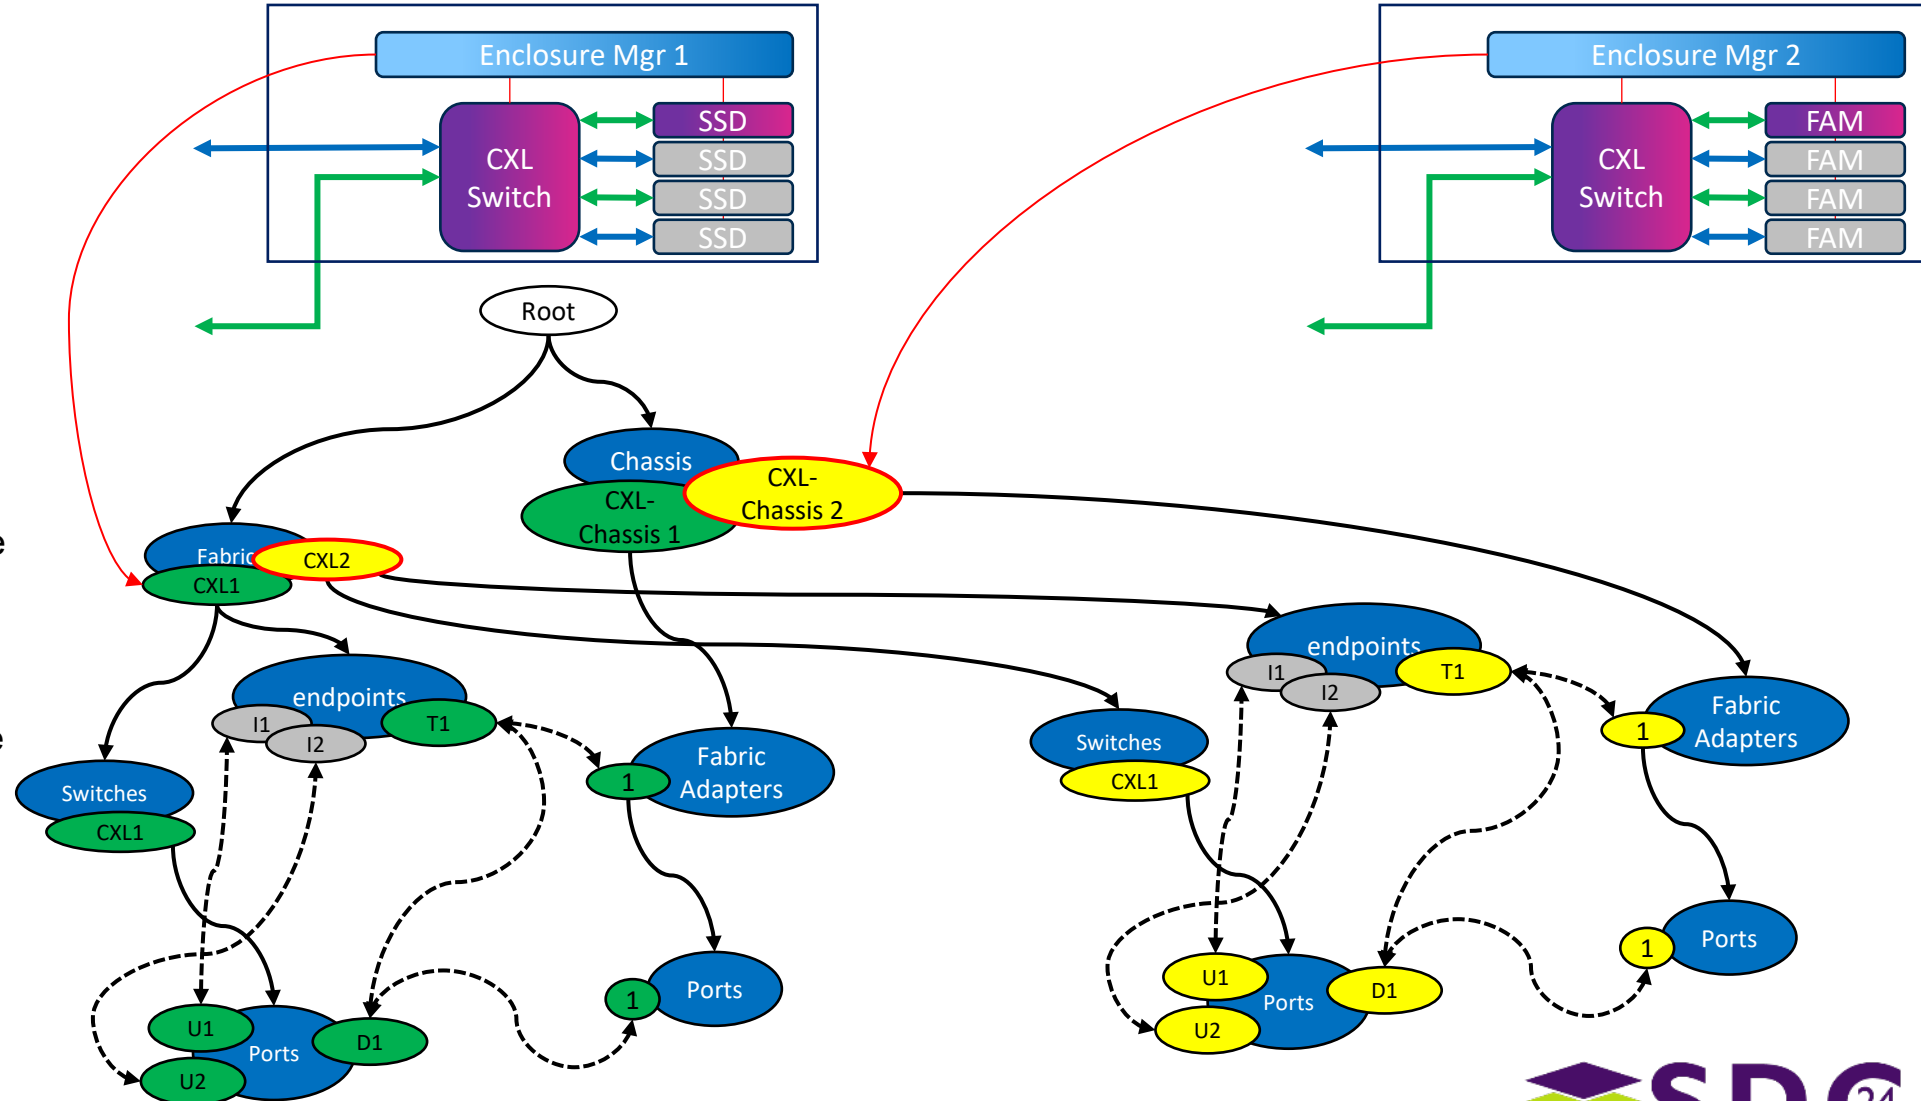 Enclosure Mgr 1
CXL
Switch
SSD
SSD
SSD
SSD
Enclosure Mgr 2
CXL
Switch
FAM
FAM
FAM
FAM
Root
Chassis
CXL-
Chassis 1
CXL-
Chassis 2
Fabric
CXL1
CXL2
e
e
endpoints
I1
I2
T1
Switches
CXL1
1
Fabric
Adapters
U1
U2
Ports
D1
1
Ports
endpoints
I1
I2
T1
Switches
CXL1
1
Fabric
Adapters
U1
U2
Ports
D1
1
Ports
SDC
24